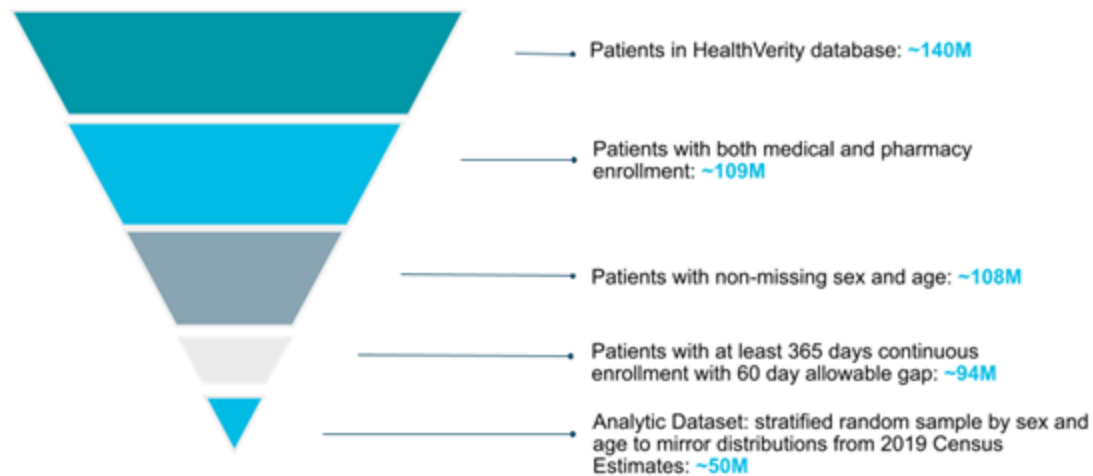 Patients in HealthVerity database: ~140M
Patients with both medical and pharmacy
enrollment: ~109M
Patients with non-missing sex and age: ~108M
Patients with at least 365 days continuous
enrollment with 60 day allowable gap: ~94M
Analytic Dataset: stratified random sample by sex and
age to mirror distributions from 2019 Census
Estimates: ~50M